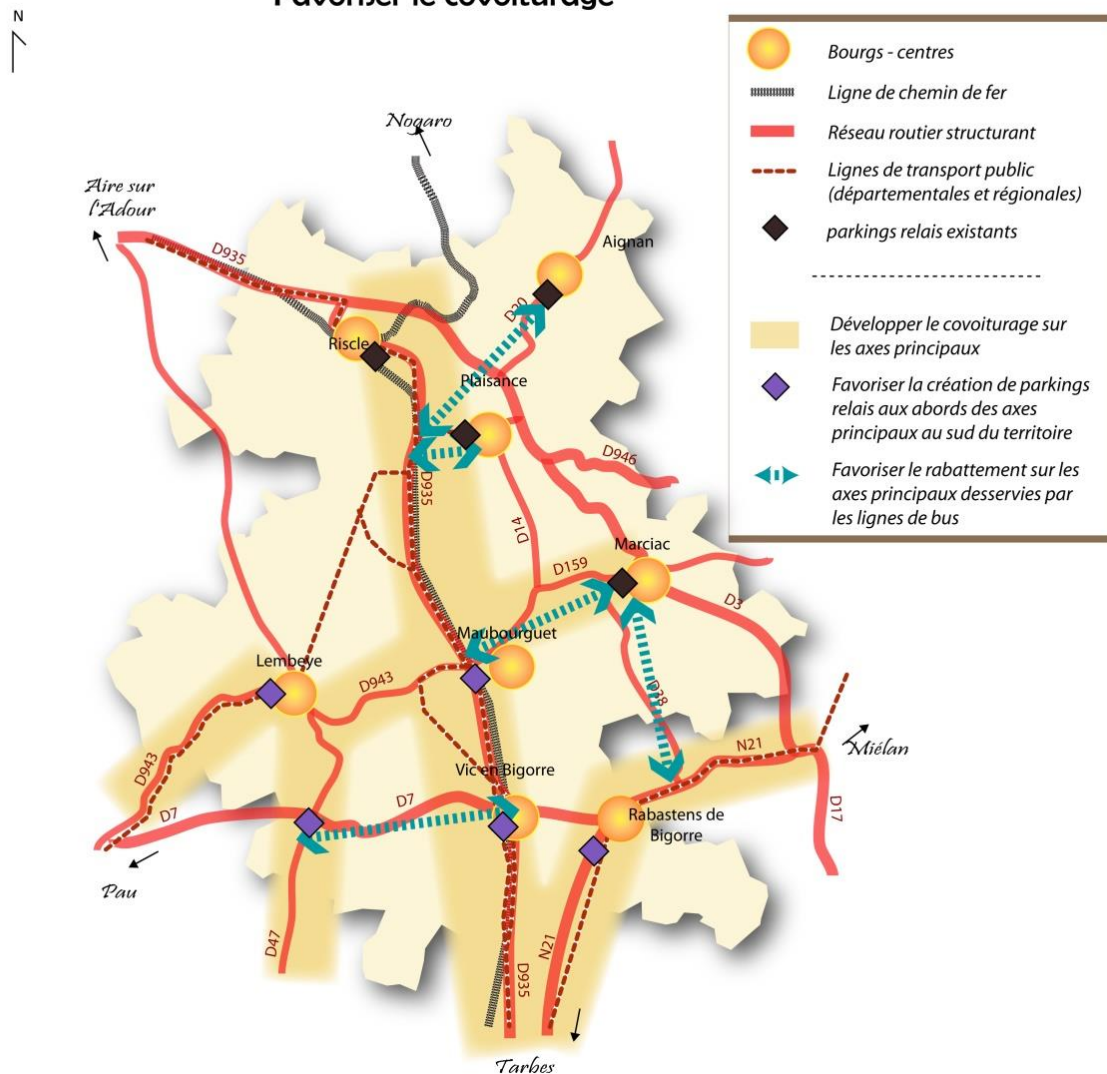 Favoriser le covoiturage
N
Bourgs - centres
Ligne de chemin de fer
Réseau routier structurant
Lignes de transport public
(départementales et régionales)
parkings relais existants
Développer le covoiturage sur
les axes principaux
Favoriser la création de parkings
relais aux abords des axes
principaux au sud du territoire
Favoriser le rabattement sur les
axes principaux desservies par
les lignes de bus
Nogaro
Aire sur
l'Adour
D935
Aignan
D20
Riscle
Plaisance
D946
D935
D14
Marciac
D159
D3
Maubourguet
Lembeye
D943
D38
N21
Miélan
D943
Vic en Bigorre
D7
D7
Rabastens de
Bigorre
D17
Pau
D47
N21
D935
Tarbes